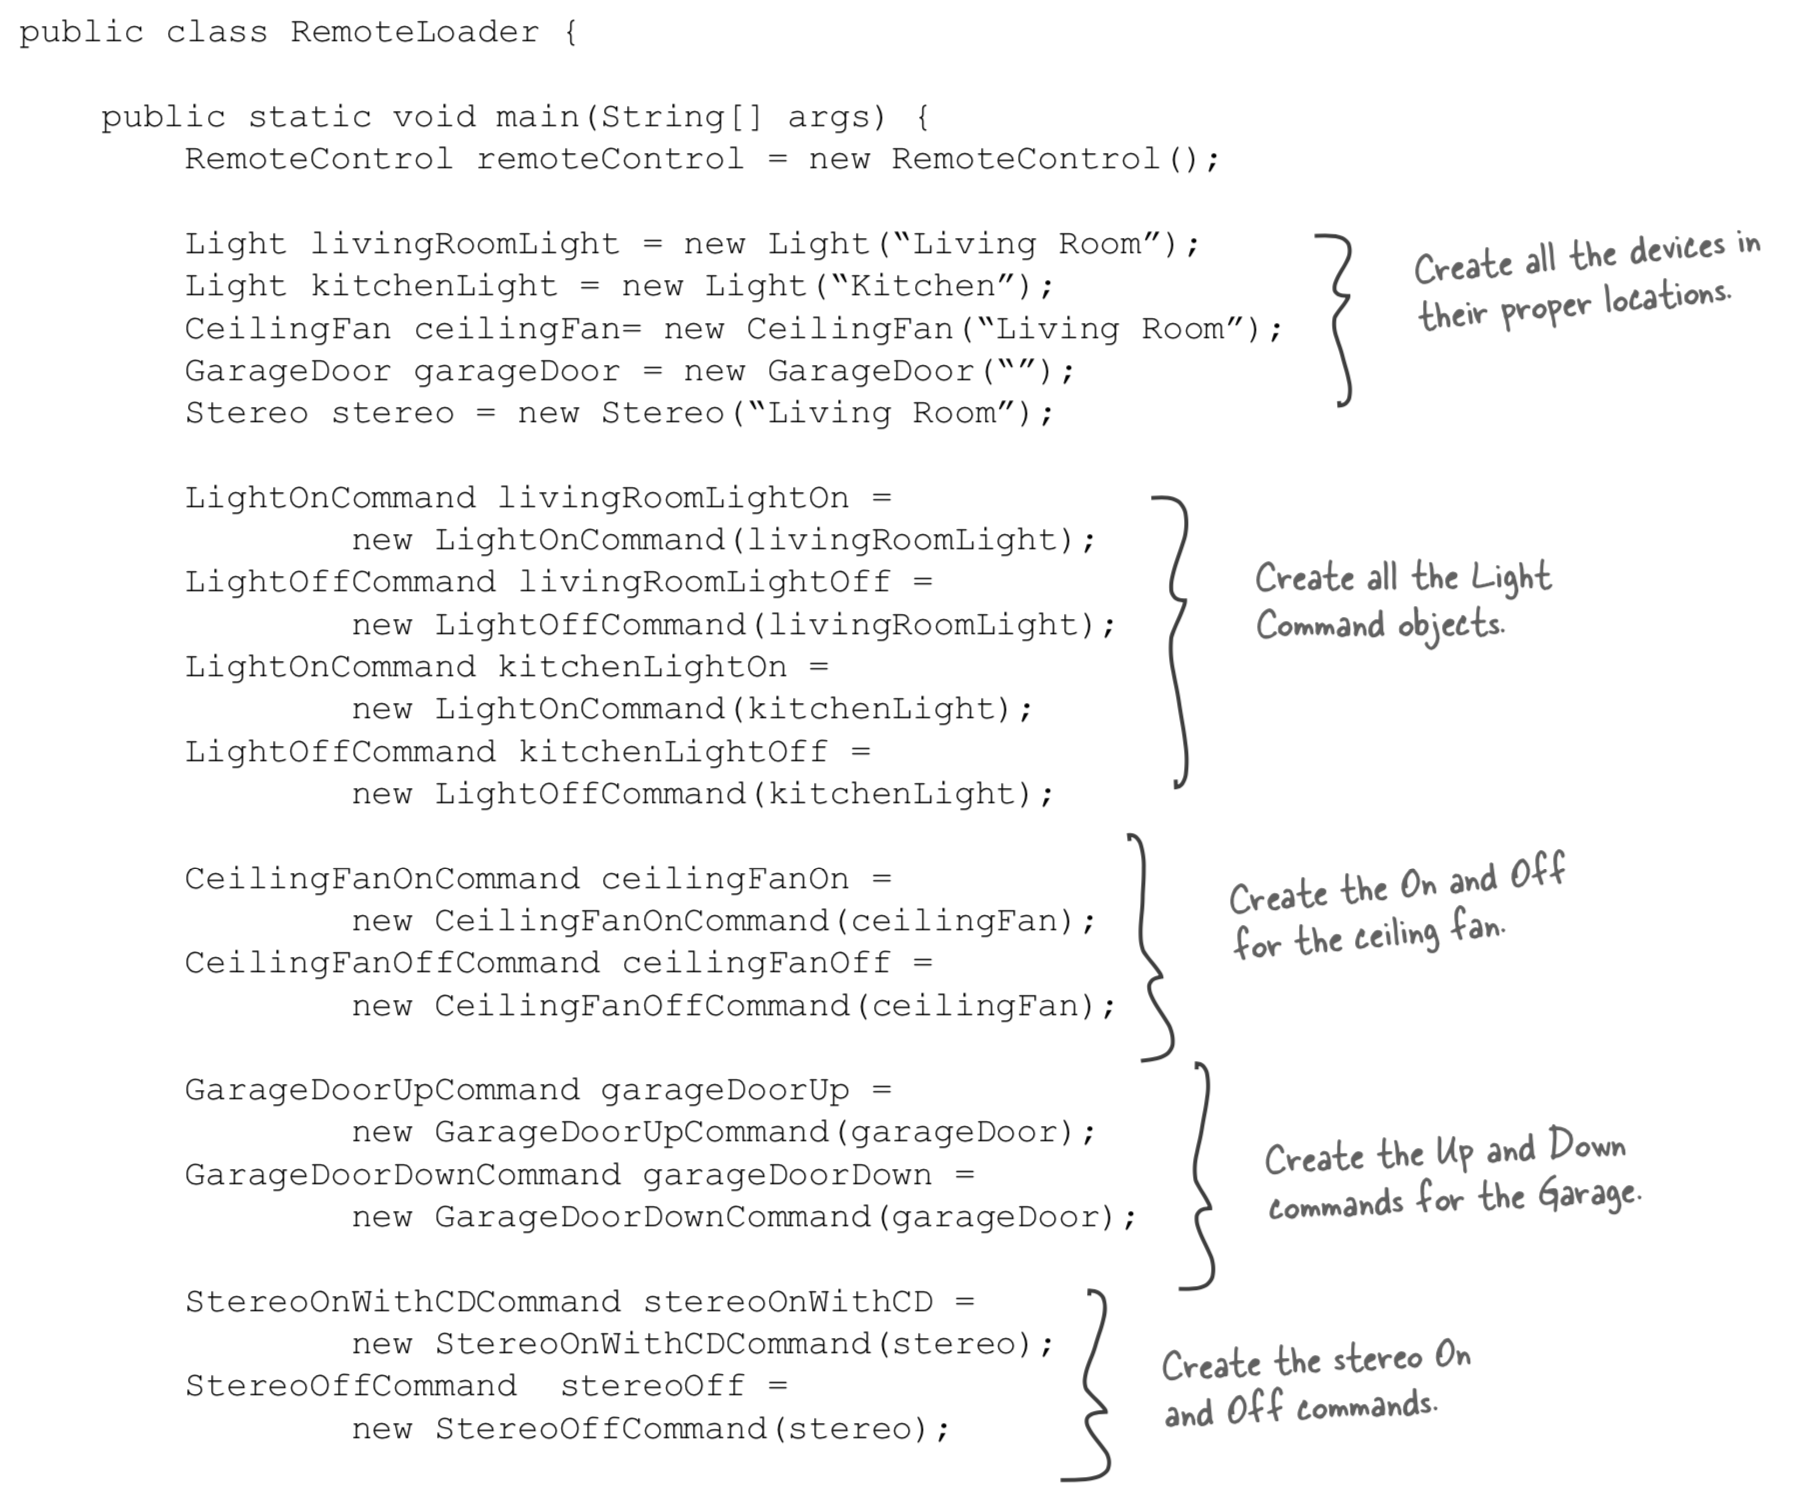 public class RemoteLoader {
public static void main(String[] args) {
RemoteControl remoteControl = new RemoteControl();
Light livingRoomLight = new Light(“Living Room”);
Light kitchenLight = new Light(“Kitchen”);
CeilingFan ceilingFan= new CeilingFan(“Living Room”);
GarageDoor garageDoor = new GarageDoor(“”);
Stereo stereo = new Stereo(“Living Room”);
Create all the devices in
their proper locations.
LightOnCommand livingRoomLightOn =
new LightOnCommand(livingRoomLight);
LightOffCommand livingRoomLightOff =
new LightOffCommand(livingRoomLight);
LightOnCommand kitchenLightOn =
new LightOnCommand(kitchenLight);
LightOffCommand kitchenLightOff =
new LightOffCommand(kitchenLight);
Create all the Light
Command objects.
CeilingFanOnCommand ceilingFanOn =
new CeilingFanOnCommand(ceilingFan);
CeilingFanOffCommand ceilingFanOff =
new CeilingFanOffCommand(ceilingFan);
Create the On and Off
for the ceiling fan.
GarageDoorUpCommand garageDoorUp =
new GarageDoorUpCommand(garageDoor);
GarageDoorDownCommand garageDoorDown =
new GarageDoorDownCommand(garageDoor);
Create the Up and Down
commands for the Garage.
StereoOnWithCDCommand stereoOnWithCD =
new StereoOnWithCDCommand(stereo);
StereoOffCommand  stereoOff =
new StereoOffCommand(stereo);
Create the stereo On
and Off commands.